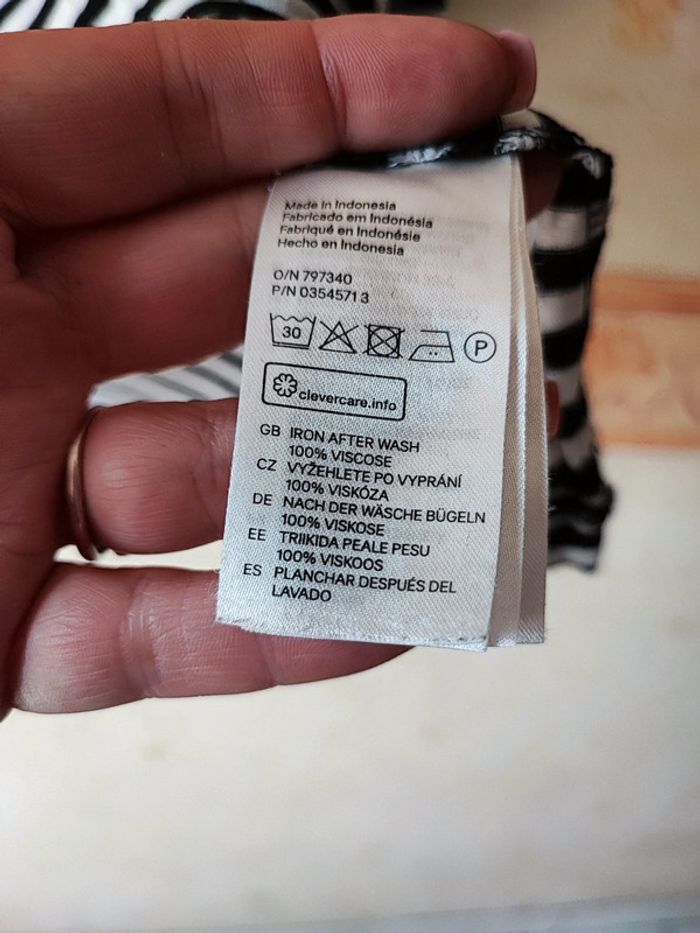 Made in Indonesia
Fabricado em Indonésia
Fabriqué en Indonésie
Hecho en Indonesia
O/N 797340
P/N 0354571 3
30
P
clevercare.info
GB IRON AFTER WASH
100% VISCOSE
CZ VYŽEHLETE PO VYPRÁNÍ
100% VISKÓZA
DE NACH DER WÄSCHE BÜGELN
100% VISKOSE
EE TRIIKIDA PEALE PESU
100% VISKOOS
ES PLANCHAR DESPUÉS DEL
LAVADO